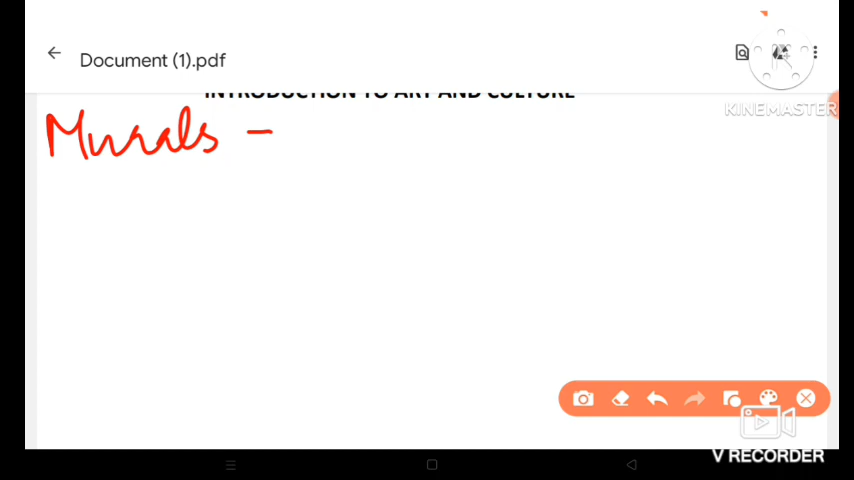 Document (1).pdf
KINEMASTER
INTRODUCTION TO ART AND CULTURE
Murals -
V RECORDER